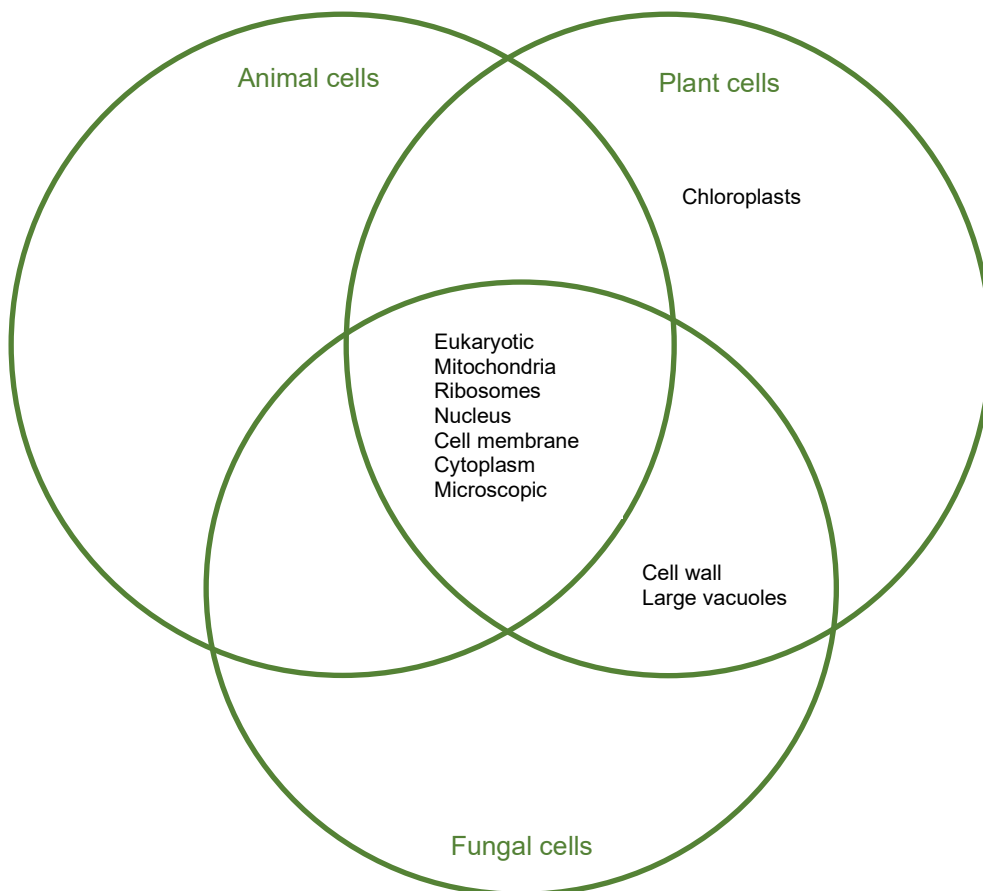 Animal cells
Plant cells
Chloroplasts
Eukaryotic
Mitochondria
Ribosomes
Nucleus
Cell membrane
Cytoplasm
Microscopic
Cell wall
Large vacuoles
Fungal cells